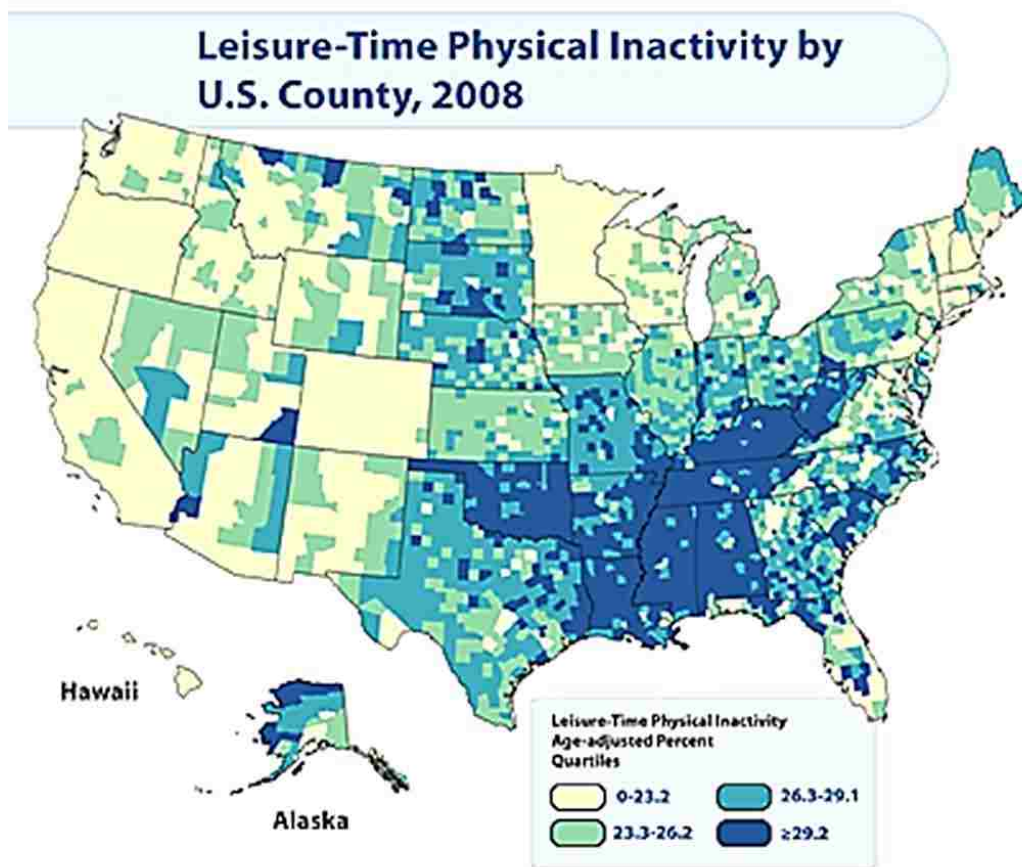 Leisure-Time Physical Inactivity by
U.S. County, 2008
Hawaii
Alaska
Leisure-Time Physical Inactivity
Age-adjusted Percent
Quartiles
0-23.2
26.3-29.1
23.3-26.2
≥29.2